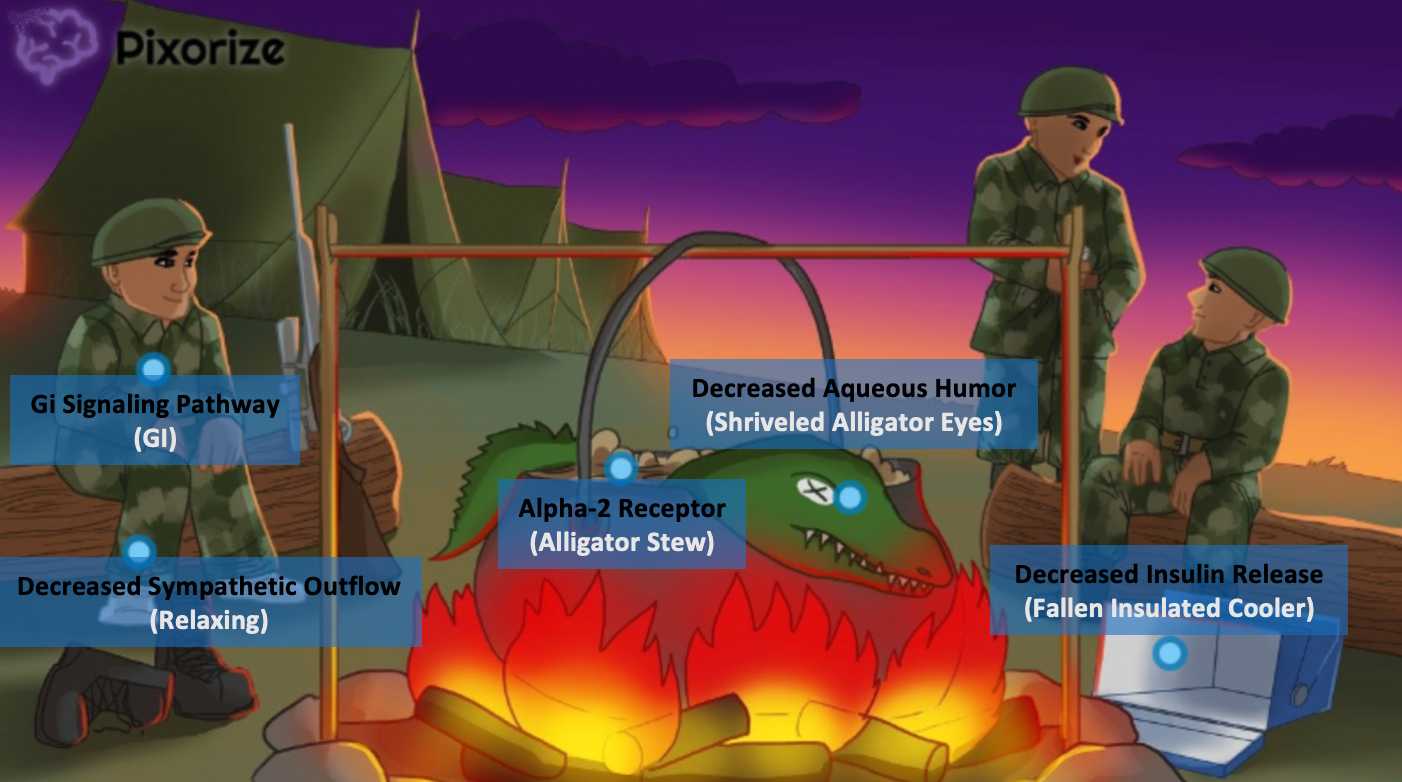 Pixorize
Decreased Aqueous Humor
(Shriveled Alligator Eyes)
Gi Signaling Pathway
(GI)
Alpha-2 Receptor
(Alligator Stew)
Decreased Sympathetic Outflow
(Relaxing)
Decreased Insulin Release
(Fallen Insulated Cooler)